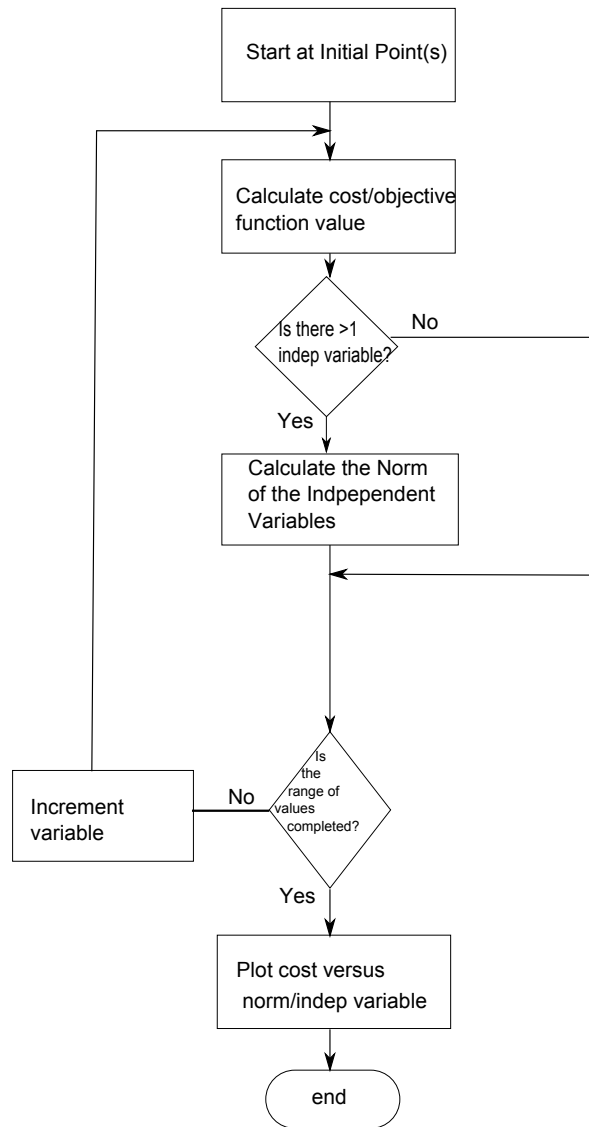 Start at Initial Point(s)
Calculate cost/objective
function value
Is there >1
indep variable?
No
Yes
Calculate the Norm
of the Indpependent
Variables
Is
the
range of
values
completed?
No
Increment
variable
Yes
Plot cost versus
norm/indep variable
end